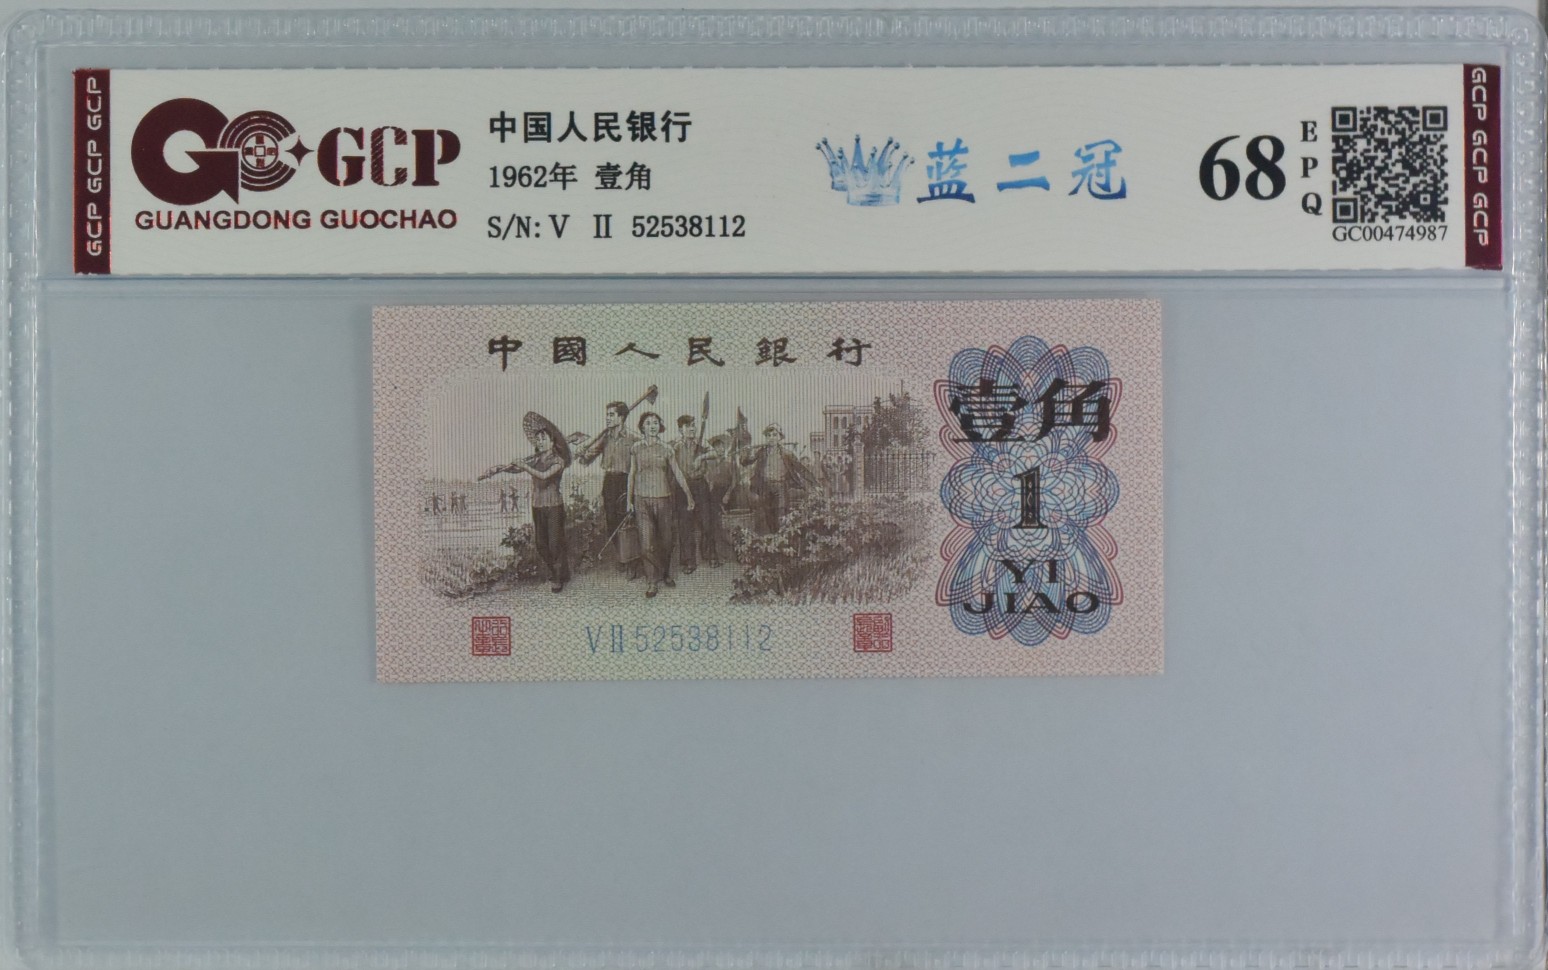 GCP GCP GCP
GCP
GUANGDONG GUOCHAO
中国人民银行
1962年 壹角
S/N: V Ⅱ 52538112
蓝二冠
68
EPQ
GC00474987
GCP GCP GCP
中國人民銀行
壹角
1
YI
JIAO
VⅡ52538112